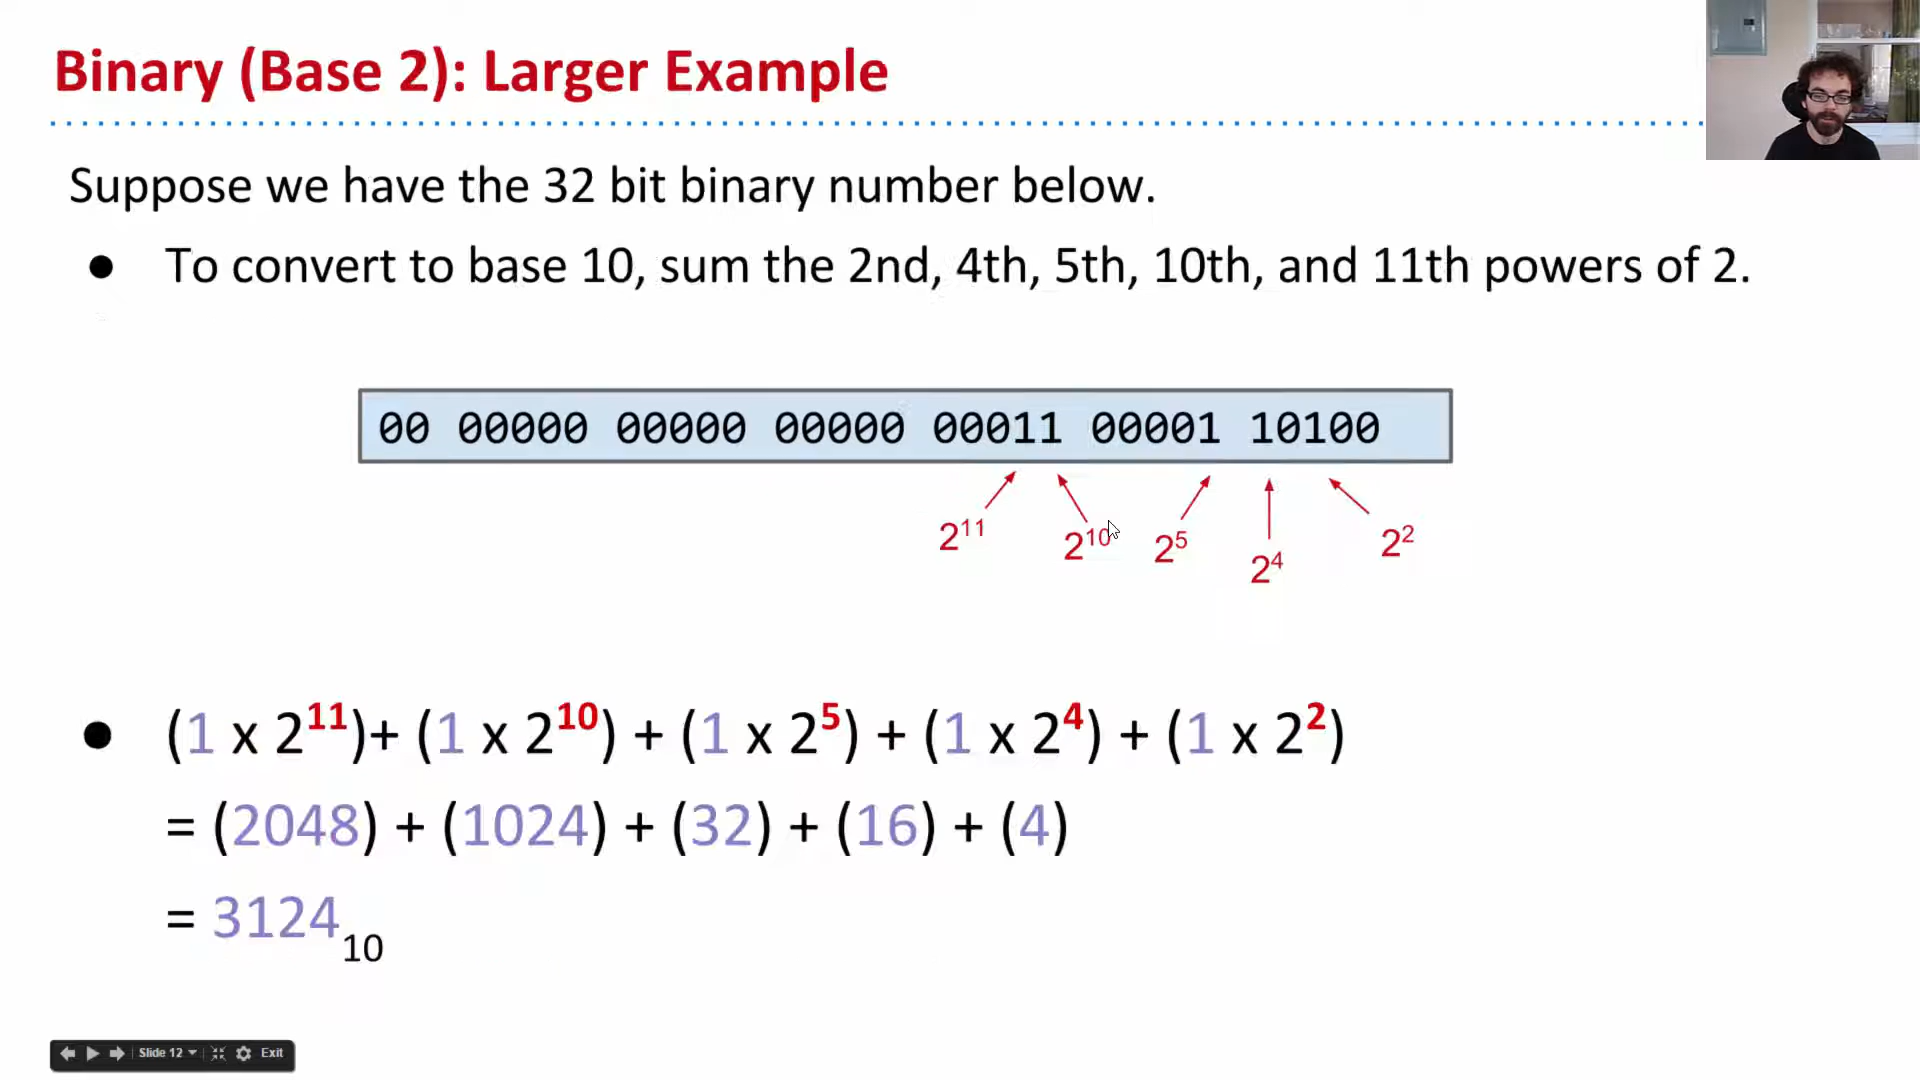 Binary (Base 2): Larger Example
Suppose we have the 32 bit binary number below.
● To convert to base 10, sum the 2nd, 4th, 5th, 10th, and 11th powers of 2.
00 00000 00000 00000 00011 00001 10100
2¹¹ 2¹⁰ 2⁵ 2⁴ 2²
● (1 x 2¹¹)+ (1 x 2¹⁰) + (1 x 2⁵) + (1 x 2⁴) + (1 x 2²)
= (2048) + (1024) + (32) + (16) + (4)
= 3124₁₀
Slide 12 Exit